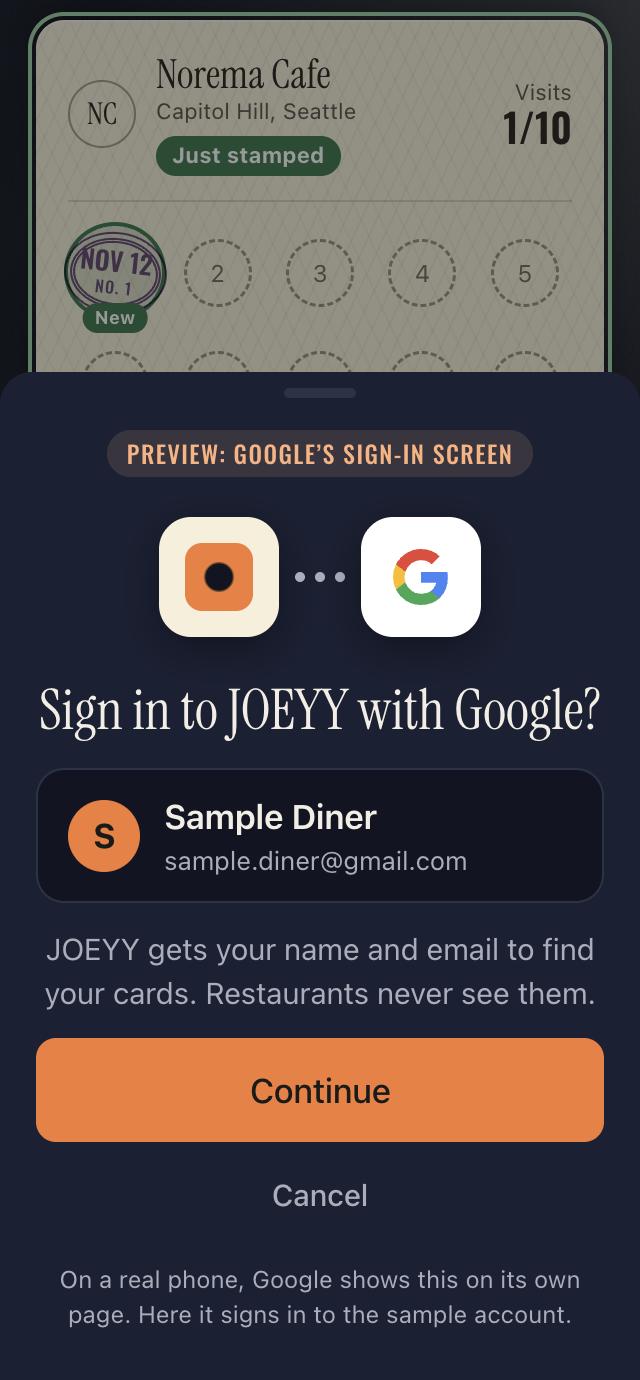 NC
Norema Cafe
Capitol Hill, Seattle
Just stamped
Visits
1/10
NOV 12
NO. 1
New
2
3
4
5
PREVIEW: GOOGLE’S SIGN-IN SCREEN
G
Sign in to JOEYY with Google?
S
Sample Diner
sample.diner@gmail.com
JOEYY gets your name and email to find
your cards. Restaurants never see them.
Continue
Cancel
On a real phone, Google shows this on its own
page. Here it signs in to the sample account.